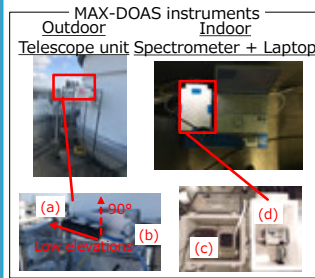 MAX-DOAS instruments
Outdoor
Telescope unit
Indoor
Spectrometer + Laptop
(a)
90°
(b)
Low elevations
(c)
(d)